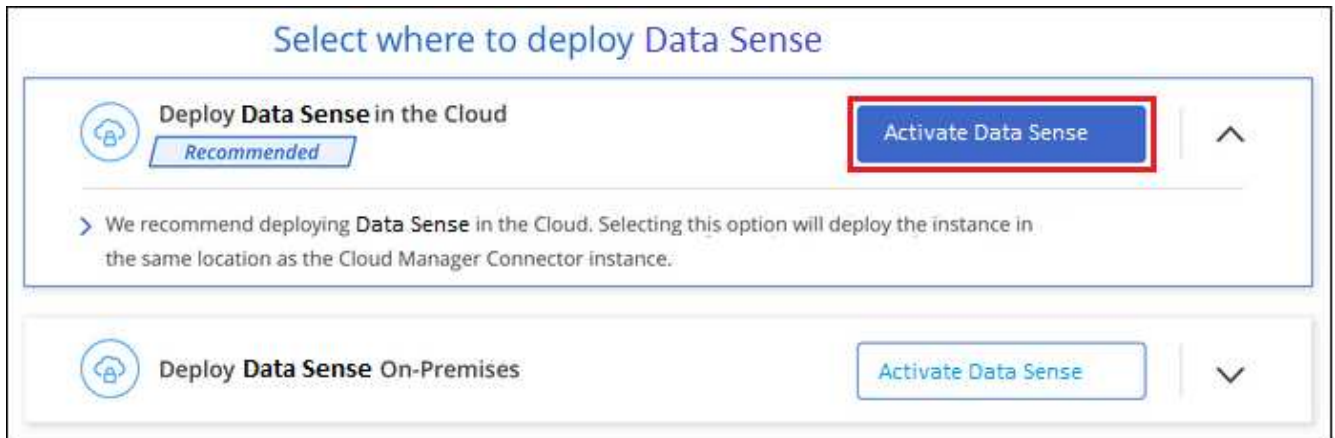 Select where to deploy Data Sense
Deploy Data Sense in the Cloud
Recommended
Activate Data Sense
We recommend deploying Data Sense in the Cloud. Selecting this option will deploy the instance in
the same location as the Cloud Manager Connector instance.
Deploy Data Sense On-Premises
Activate Data Sense